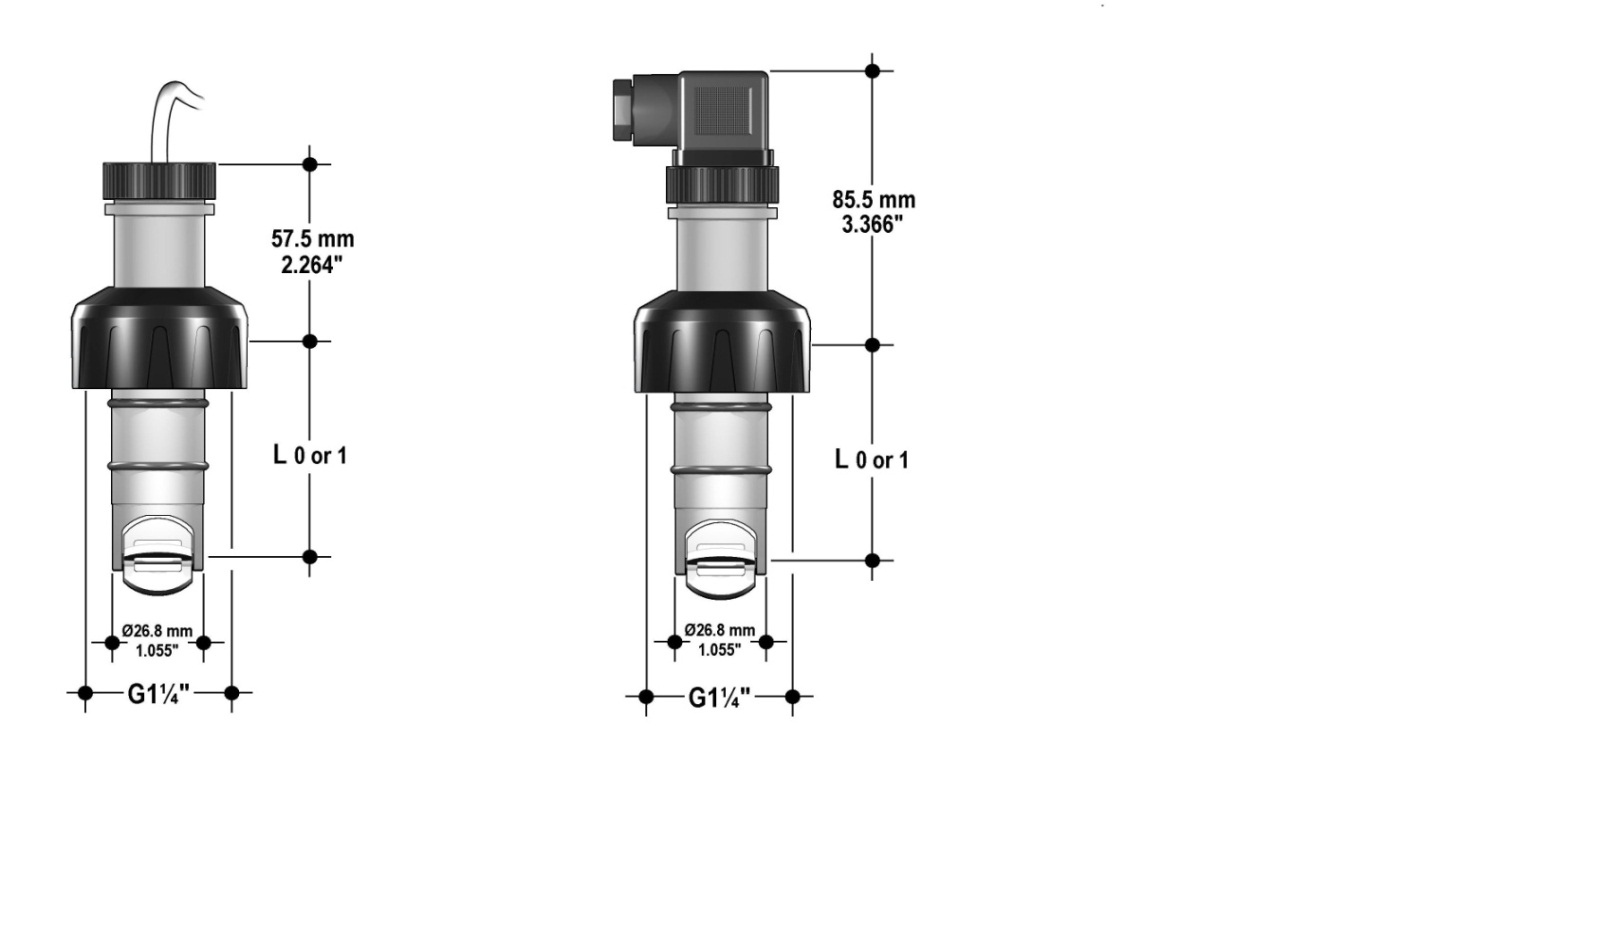 57.5 mm
2.264"
L 0 or 1
Ø26.8 mm
1.055"
G1¼"
85.5 mm
3.366"
L 0 or 1
Ø26.8 mm
1.055"
G1¼"